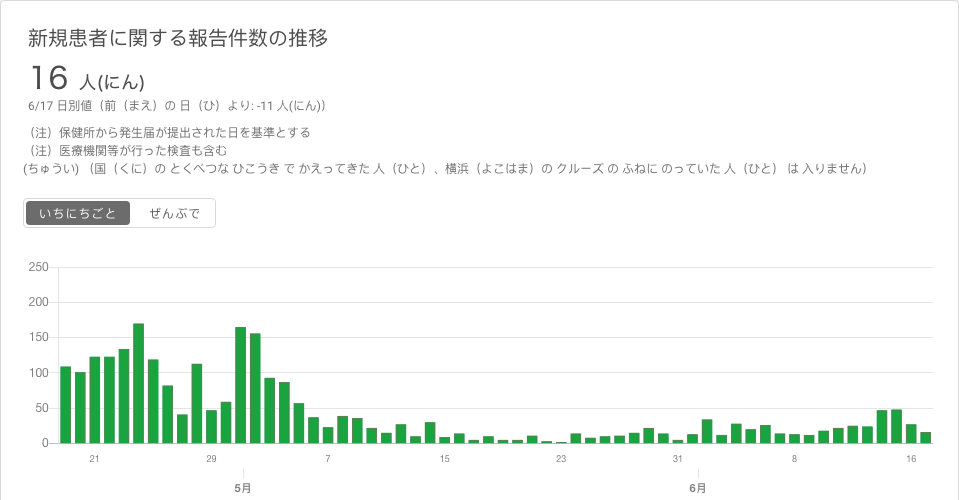 新規患者に関する報告件数の推移
16 人(にん)
6/17 日別値（前（まえ）の 日（ひ）より: -11 人(にん)）
（注）保健所から発生届が提出された日を基準とする
（注）医療機関等が行った検査も含む
(ちゅうい) （国（くに）の とくべつな ひこうき で かえってきた 人（ひと）、横浜（よこはま）の クルーズ の ふねに のっていた 人（ひと） は 入りません）
いちにちごと ぜんぶで
250
200
150
100
50
0
21 29 7 15 23 31 8 16
5月 6月